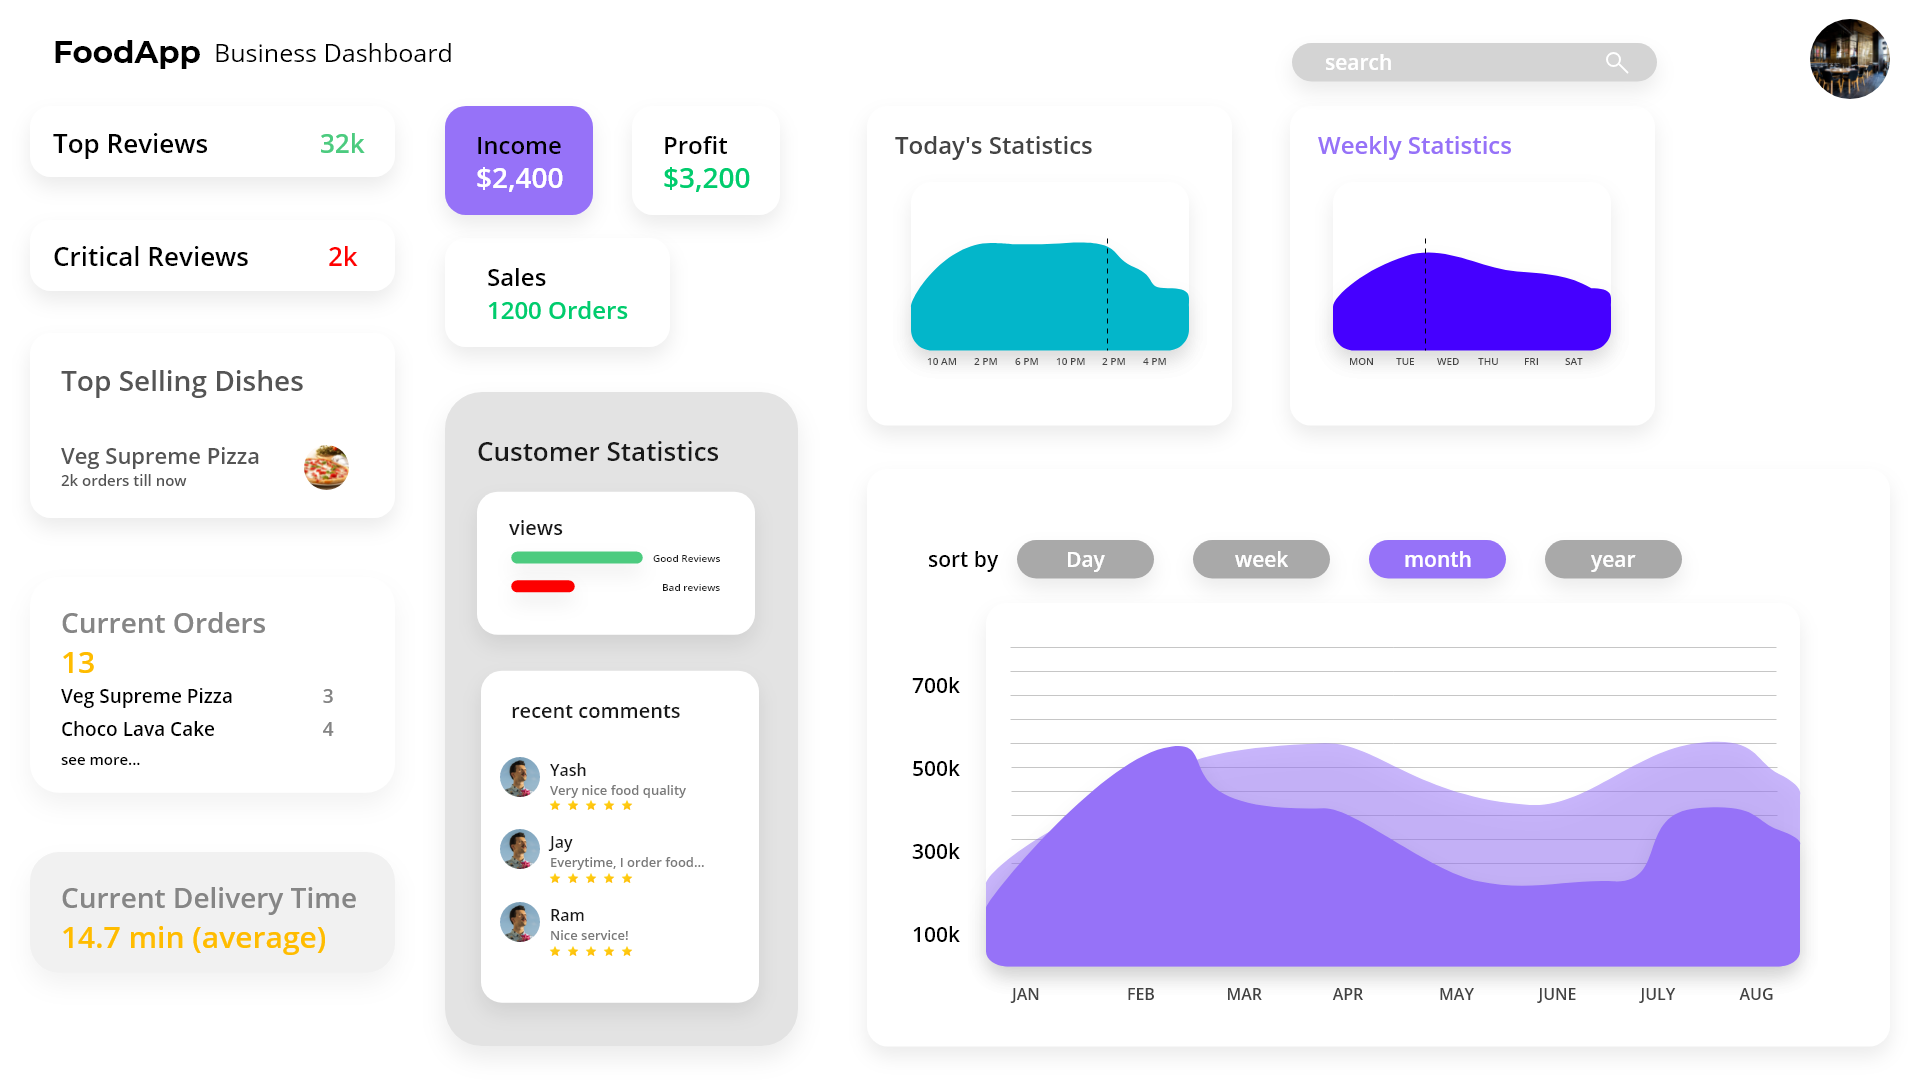 FoodApp Business Dashboard
search
Top Reviews 32k
Critical Reviews 2k
Top Selling Dishes
Veg Supreme Pizza
2k orders till now
Current Orders
13
Veg Supreme Pizza 3
Choco Lava Cake 4
see more...
Current Delivery Time
14.7 min (average)
Income
$2,400
Profit
$3,200
Sales
1200 Orders
Customer Statistics
views
Good Reviews
Bad reviews
recent comments
Yash
Very nice food quality
Jay
Everytime, I order food...
Ram
Nice service!
Today's Statistics
10 AM 2 PM 6 PM 10 PM 2 PM 4 PM
Weekly Statistics
MON TUE WED THU FRI SAT
sort by Day week month year
700k
500k
300k
100k
JAN FEB MAR APR MAY JUNE JULY AUG